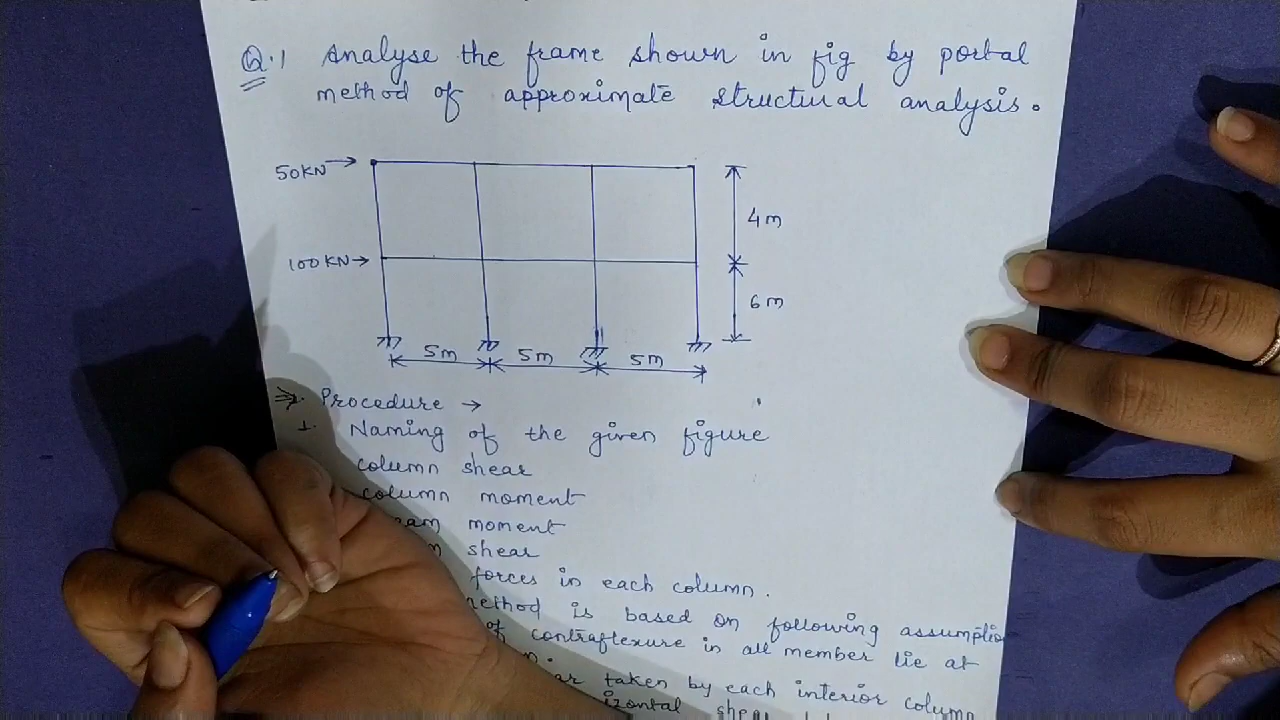 Q.1 Analyse the frame shown in fig by portal
method of approximate structural analysis.
50KN
4m
100KN
6m
5m 5m 5m
Procedure →
1. Naming of the given figure
column shear
column moment
moment
shear
forces in each column.
method is based on following assumption
of contraflexure in all member lie at
taken by each interior column